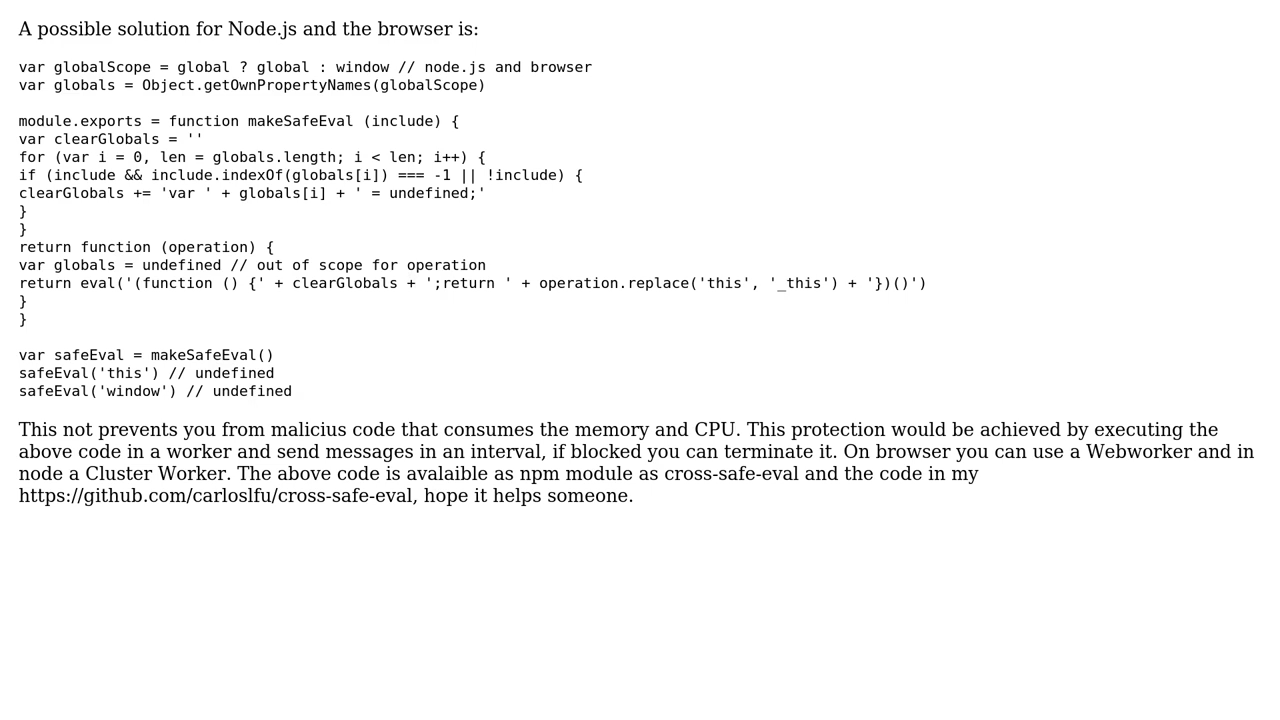 A possible solution for Node.js and the browser is:
var globalScope = global ? global : window // node.js and browser
var globals = Object.getOwnPropertyNames(globalScope)
module.exports = function makeSafeEval (include) {
var clearGlobals = ''
for (var i = 0, len = globals.length; i < len; i++) {
if (include && include.indexOf(globals[i]) === -1 || !include) {
clearGlobals += 'var ' + globals[i] + ' = undefined;'
}
}
return function (operation) {
var globals = undefined // out of scope for operation
return eval('(function () {' + clearGlobals + ';return ' + operation.replace('this', '_this') + '})()')
}
}
var safeEval = makeSafeEval()
safeEval('this') // undefined
safeEval('window') // undefined
This not prevents you from malicius code that consumes the memory and CPU. This protection would be achieved by executing the
above code in a worker and send messages in an interval, if blocked you can terminate it. On browser you can use a Webworker and in
node a Cluster Worker. The above code is avalaible as npm module as cross-safe-eval and the code in my
https://github.com/carloslfu/cross-safe-eval, hope it helps someone.